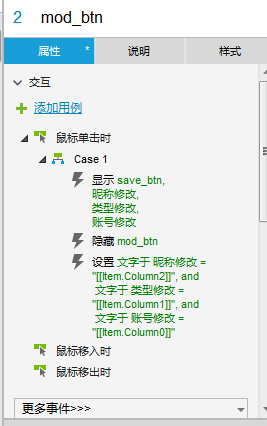 2 mod_btn
属性 * 说明 样式
交互
添加用例
鼠标单击时
Case 1
显示 save_btn,
昵称修改,
类型修改,
账号修改
隐藏 mod_btn
设置 文字于 昵称修改 =
"[[Item.Column2]]", and
文字于 类型修改 =
"[[Item.Column1]]", and
文字于 账号修改 =
"[[Item.Column0]]"
鼠标移入时
鼠标移出时
更多事件>>>